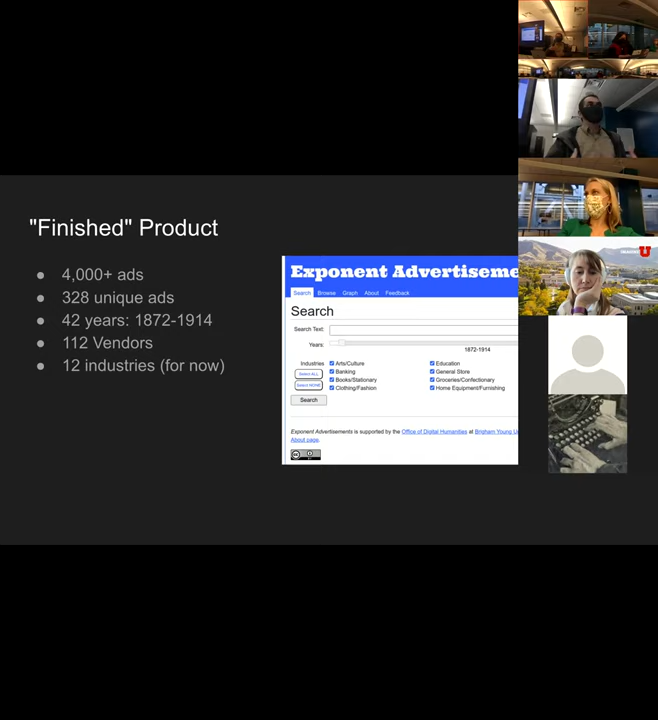 "Finished" Product
● 4,000+ ads
● 328 unique ads
● 42 years: 1872-1914
● 112 Vendors
● 12 industries (for now)
Exponent Advertiseme
Search Browse Graph About Feedback
Search
Search Text:
Years:
1872-1914
Industries
Select ALL
Select NONE
Arts/Culture
Banking
Books/Stationary
Clothing/Fashion
Education
General Store
Groceries/Confectionary
Home Equipment/Furnishing
Search
Exponent Advertisements is supported by the Office of Digital Humanities at Brigham Young U
About page.
U